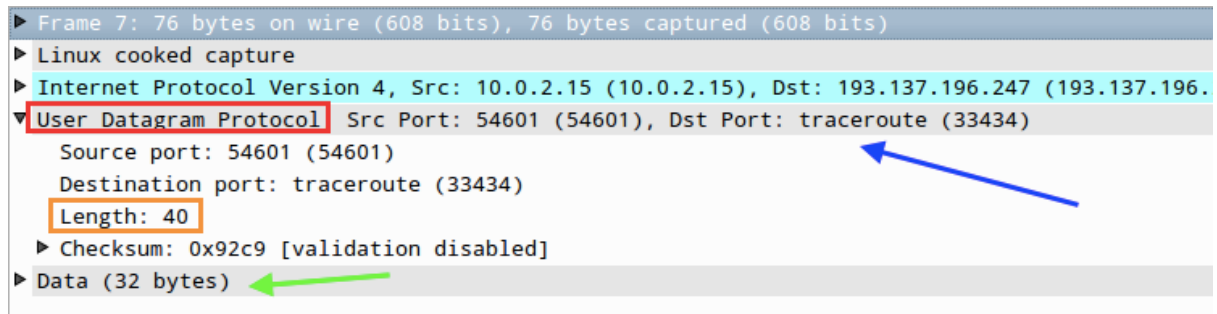 Frame 7: 76 bytes on wire (608 bits), 76 bytes captured (608 bits)
Linux cooked capture
Internet Protocol Version 4, Src: 10.0.2.15 (10.0.2.15), Dst: 193.137.196.247 (193.137.196.
User Datagram Protocol Src Port: 54601 (54601), Dst Port: traceroute (33434)
Source port: 54601 (54601)
Destination port: traceroute (33434)
Length: 40
Checksum: 0x92c9 [validation disabled]
Data (32 bytes)